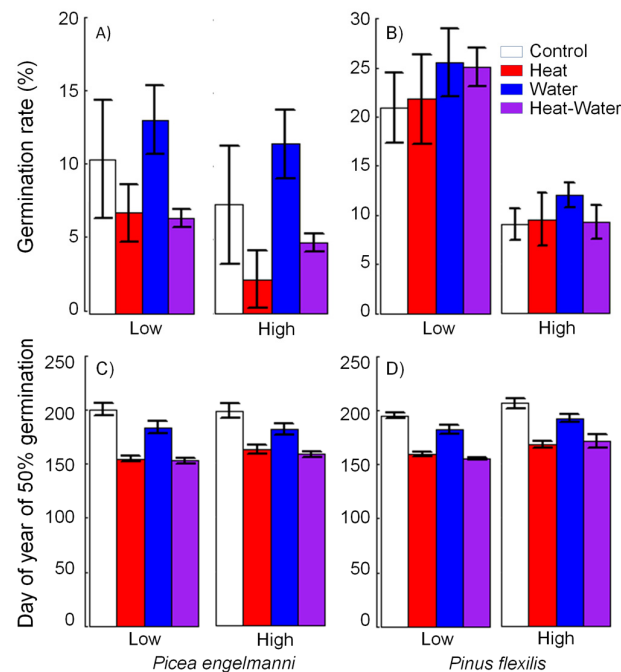 Germination rate (%)
A)
20
15
10
5
0
Low
High
B)
30
25
20
15
10
5
0
Low
High
Control
Heat
Water
Heat-Water
Day of year of 50% germination
C)
250
200
150
100
50
0
Low
High
Picea engelmanni
D)
250
200
150
100
50
0
Low
High
Pinus flexilis